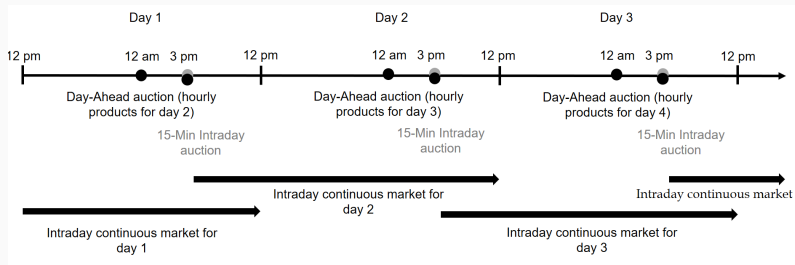 Day 1
Day 2
Day 3
12 pm
12 am
3 pm
12 pm
12 am
3 pm
12 pm
12 am
3 pm
12 pm
Day-Ahead auction (hourly
products for day 2)
Day-Ahead auction (hourly
products for day 3)
Day-Ahead auction (hourly
products for day 4)
15-Min Intraday
auction
15-Min Intraday
auction
15-Min Intraday
auction
Intraday continuous market for
day 2
Intraday continuous market
Intraday continuous market for
day 1
Intraday continuous market for
day 3